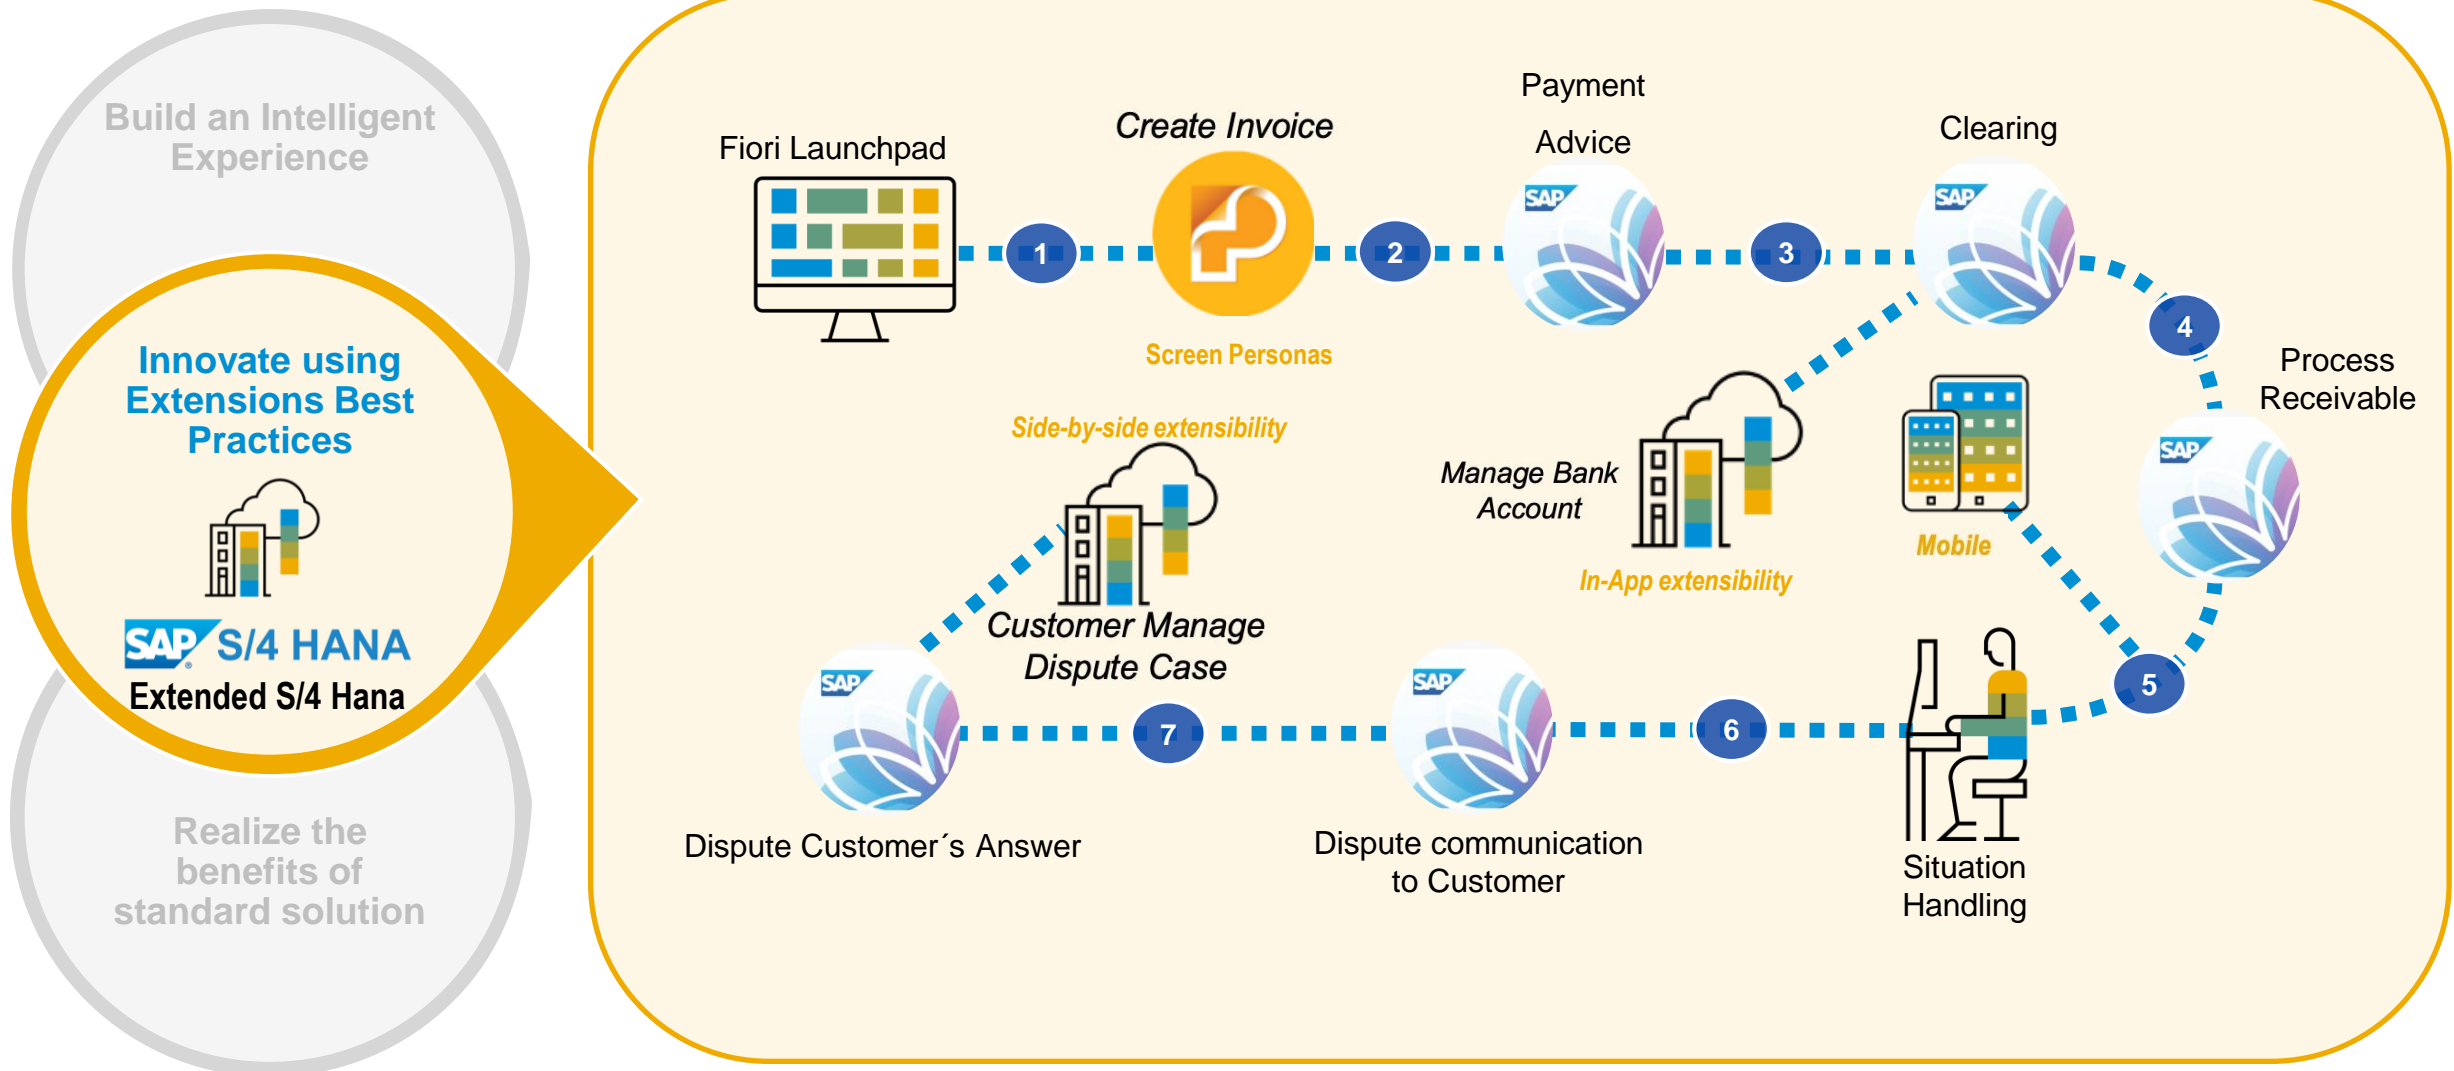 Build an Intelligent
Experience
Innovate using
Extensions Best
Practices
SAP S/4 HANA
Extended S/4 Hana
Realize the
benefits of
standard solution
Fiori Launchpad
1
Create Invoice
Screen Personas
2
Payment
Advice
SAP
3
Clearing
SAP
4
Process
Receivable
SAP
Manage Bank
Account
In-App extensibility
Mobile
5
Situation
Handling
6
SAP
Dispute communication
to Customer
7
Side-by-side extensibility
Customer Manage
Dispute Case
SAP
Dispute Customer´s Answer